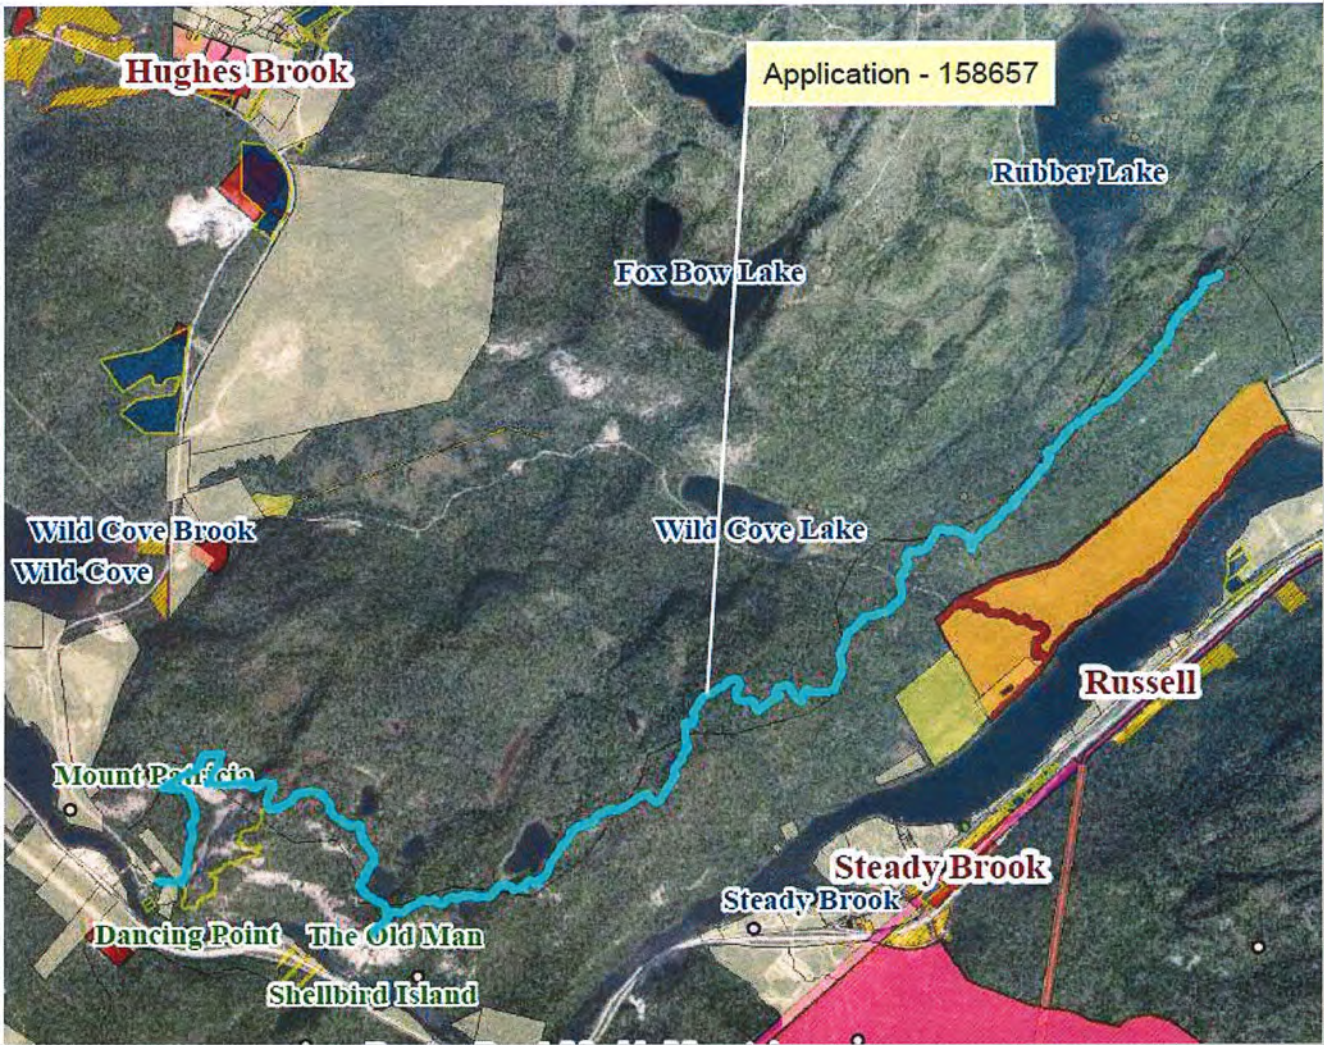 Hughes Brook
Application - 158657
Rubber Lake
Fox Bow Lake
Wild Cove Brook
Wild Cove Lake
Wild Cove
Russell
Mount Patricia
Steady Brook
Steady Brook
Dancing Point
The Old Man
Shellbird Island